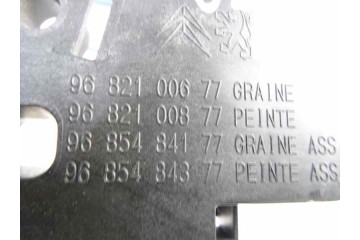 96 821 006 77 GRAINE
96 821 008 77 PEINTE
96 854 841 77 GRAINE ASS
96 854 843 77 PEINTE ASS